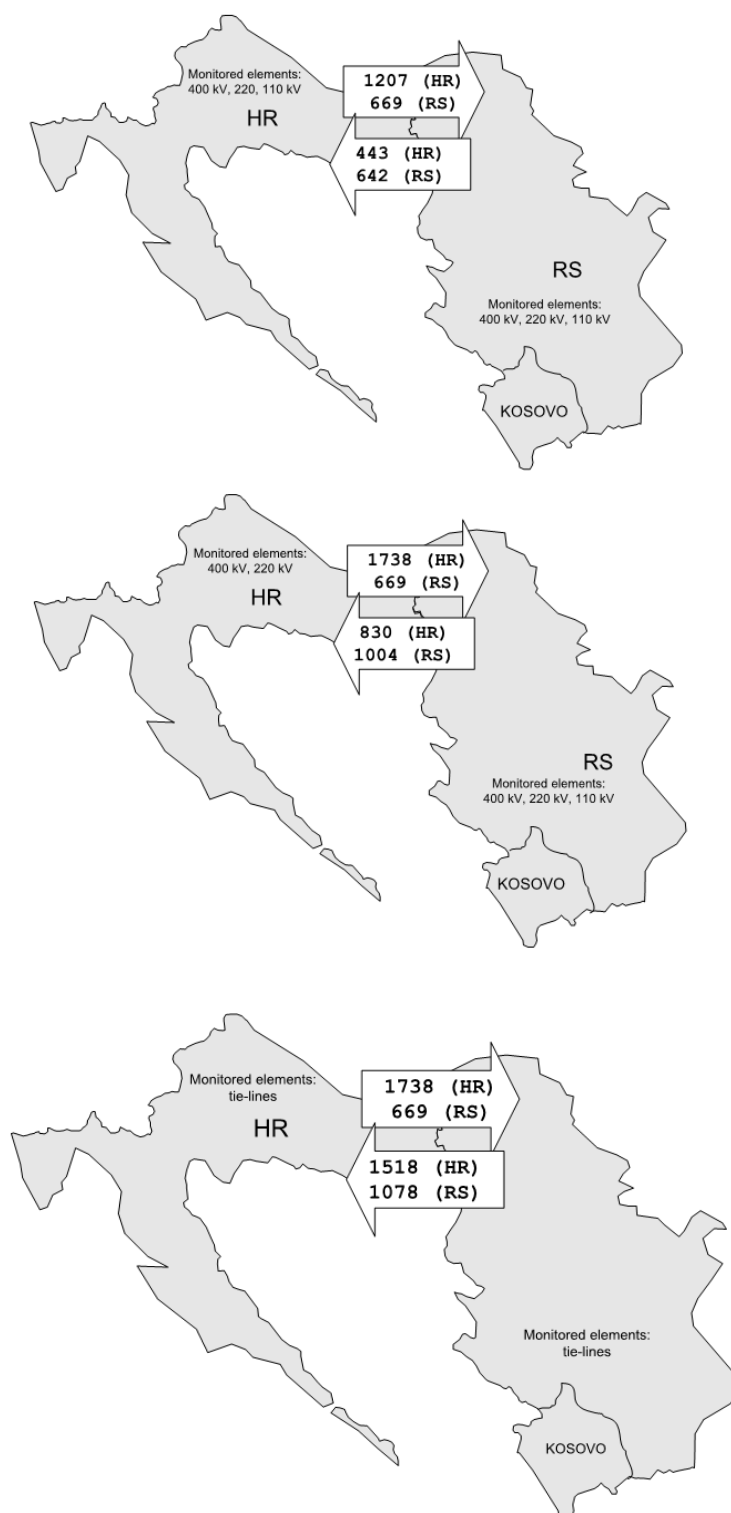 Monitored elements:
400 kV, 220, 110 kV
HR
1207 (HR)
669 (RS)
443 (HR)
642 (RS)
RS
Monitored elements:
400 kV, 220 kV, 110 kV
KOSOVO
Monitored elements:
400 kV, 220 kV
HR
1738 (HR)
669 (RS)
830 (HR)
1004 (RS)
RS
Monitored elements:
400 kV, 220 kV, 110 kV
KOSOVO
Monitored elements:
tie-lines
HR
1738 (HR)
669 (RS)
1518 (HR)
1078 (RS)
Monitored elements:
tie-lines
KOSOVO